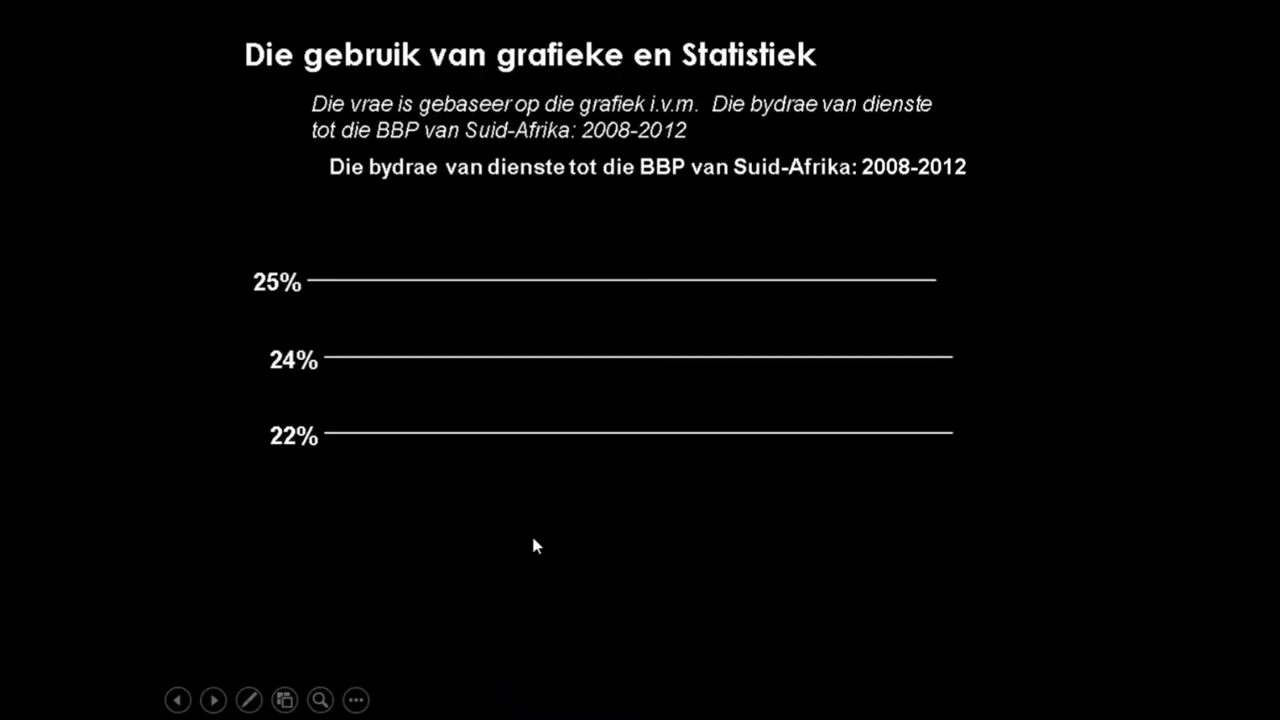 Die gebruik van grafieke en Statistiek
Die vrae is gebaseer op die grafiek i.v.m. Die bydrae van dienste
tot die BBP van Suid-Afrika: 2008-2012
Die bydrae van dienste tot die BBP van Suid-Afrika: 2008-2012
25%
24%
22%